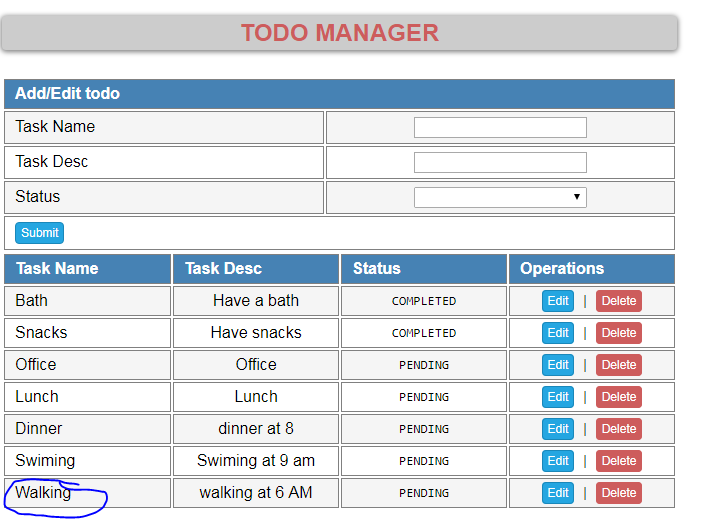 TODO MANAGER
Add/Edit todo
Task Name
Task Desc
Status
Submit
Task Name Task Desc Status Operations
Bath Have a bath COMPLETED Edit | Delete
Snacks Have snacks COMPLETED Edit | Delete
Office Office PENDING Edit | Delete
Lunch Lunch PENDING Edit | Delete
Dinner dinner at 8 PENDING Edit | Delete
Swiming Swiming at 9 am PENDING Edit | Delete
Walking walking at 6 AM PENDING Edit | Delete